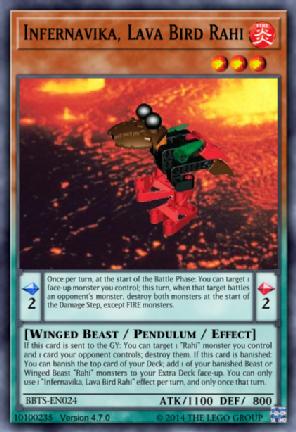 INFERNAVIKA, LAVA BIRD RAHI
FIRE
炎
Once per turn, at the start of the Battle Phase: You can target 1
face-up monster you control; this turn, when that target battles
an opponent's monster, destroy both monsters at the start of
the Damage Step, except FIRE monsters.
2
2
[WINGED BEAST / PENDULUM / EFFECT]
If this card is sent to the GY: You can target 1 "Rahi" monster you control
and 1 card your opponent controls; destroy them. If this card is banished:
You can banish the top card of your Deck; add 1 of your banished Beast or
Winged Beast "Rahi" monsters to your Extra Deck face-up. You can only
use 1 "Infernavika, Lava Bird Rahi" effect per turn, and only once that turn.
BBTS-EN024
ATK/1100 DEF/ 800
10100235 Version 4.7.0
©2014 THE LEGO GROUP